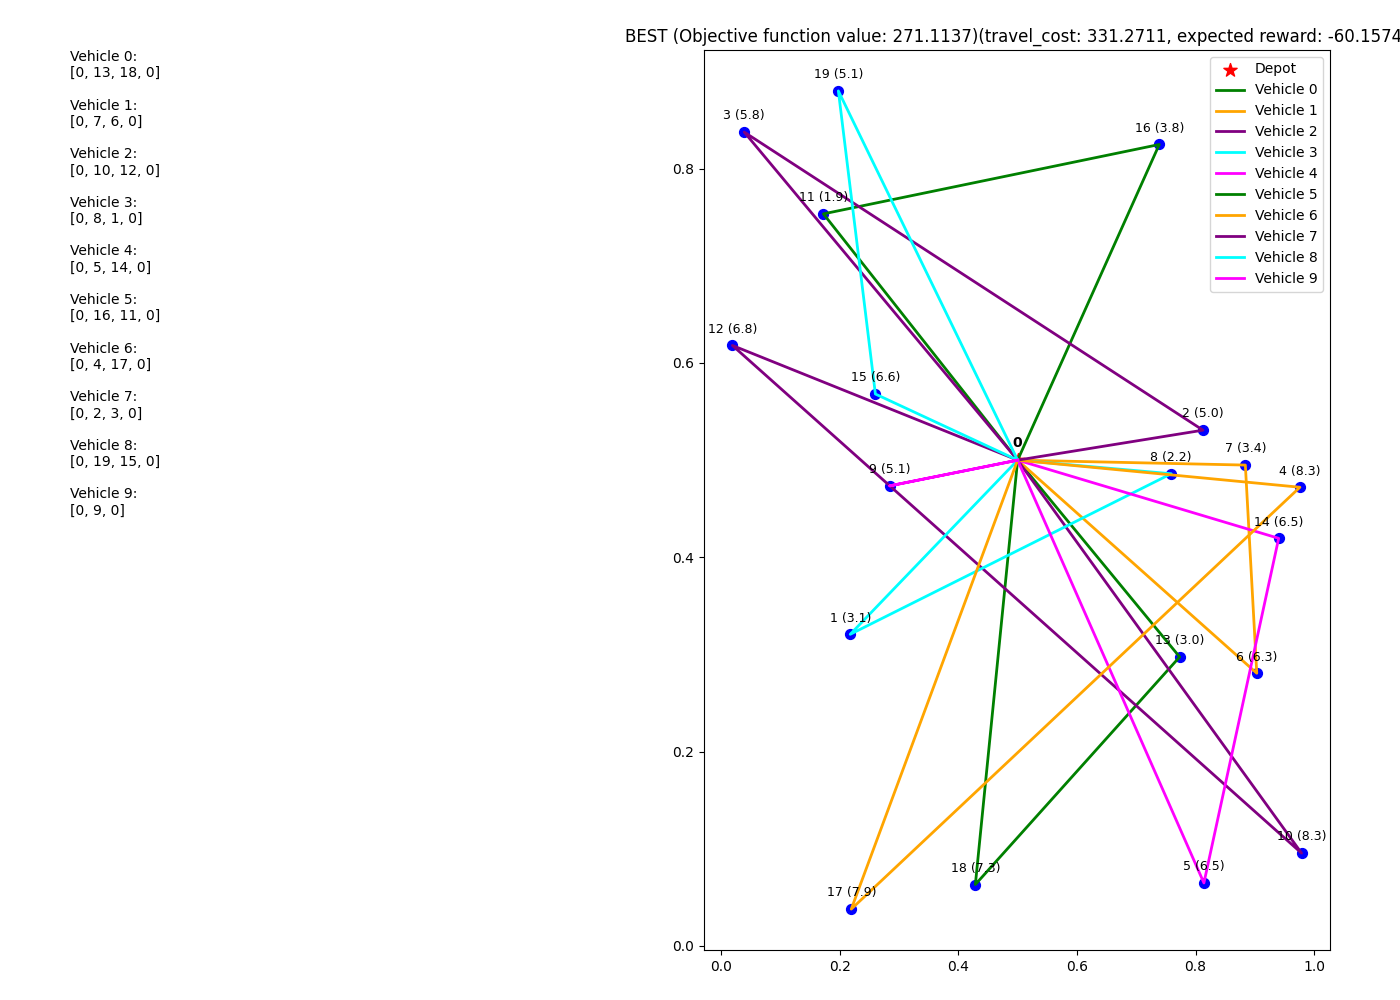 BEST (Objective function value: 271.1137)(travel_cost: 331.2711, expected reward: -60.1574
Vehicle 0:
[0, 13, 18, 0]
Vehicle 1:
[0, 7, 6, 0]
Vehicle 2:
[0, 10, 12, 0]
Vehicle 3:
[0, 8, 1, 0]
Vehicle 4:
[0, 5, 14, 0]
Vehicle 5:
[0, 16, 11, 0]
Vehicle 6:
[0, 4, 17, 0]
Vehicle 7:
[0, 2, 3, 0]
Vehicle 8:
[0, 19, 15, 0]
Vehicle 9:
[0, 9, 0]
Depot
Vehicle 0
Vehicle 1
Vehicle 2
Vehicle 3
Vehicle 4
Vehicle 5
Vehicle 6
Vehicle 7
Vehicle 8
Vehicle 9
19 (5.1)
3 (5.8)
16 (3.8)
11 (1.9)
12 (6.8)
15 (6.6)
2 (5.0)
0
7 (3.4)
8 (2.2)
9 (5.1)
4 (8.3)
14 (6.5)
1 (3.1)
13 (3.0)
6 (6.3)
10 (8.3)
18 (7.3)
5 (6.5)
17 (7.9)
0.8
0.6
0.4
0.2
0.0
0.0 0.2 0.4 0.6 0.8 1.0